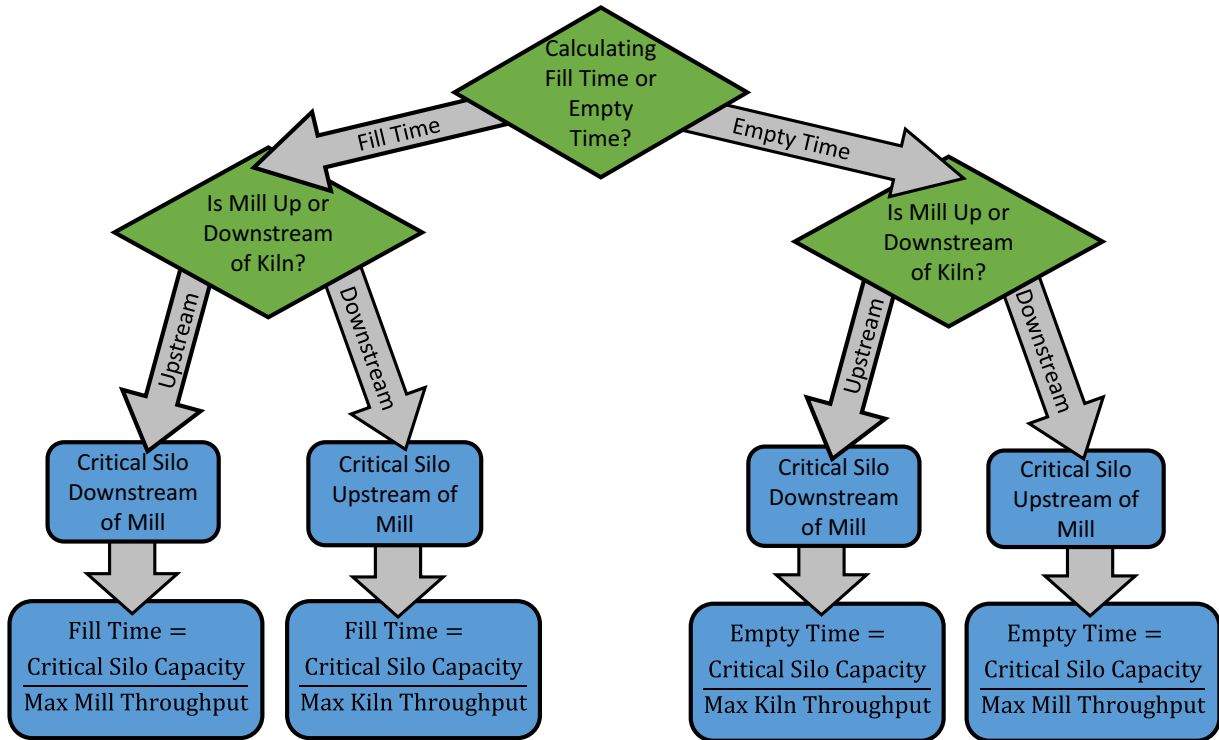 Calculating
Fill Time or
Empty
Time?
Fill Time
Empty Time
Is Mill Up or
Downstream
of Kiln?
Is Mill Up or
Downstream
of Kiln?
Upstream
Downstream
Upstream
Downstream
Critical Silo
Downstream
of Mill
Critical Silo
Upstream of
Mill
Critical Silo
Downstream
of Mill
Critical Silo
Upstream of
Mill
Fill Time =
Critical Silo Capacity
Max Mill Throughput
Fill Time =
Critical Silo Capacity
Max Kiln Throughput
Empty Time =
Critical Silo Capacity
Max Kiln Throughput
Empty Time =
Critical Silo Capacity
Max Mill Throughput